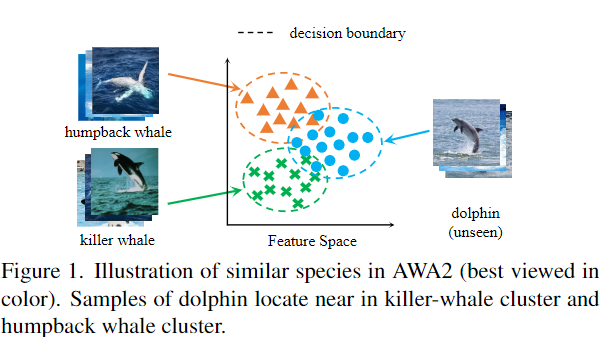 decision boundary
humpback whale
killer whale
dolphin
(unseen)
Feature Space
Figure 1. Illustration of similar species in AWA2 (best viewed in
color). Samples of dolphin locate near in killer-whale cluster and
humpback whale cluster.